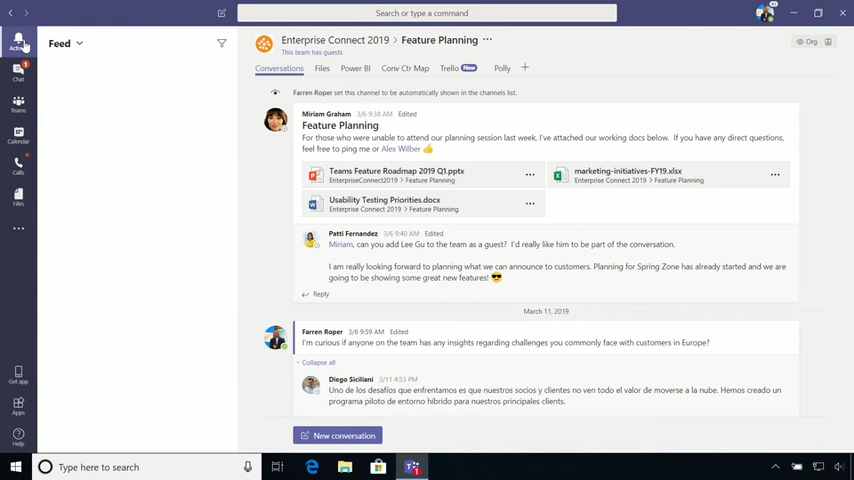 Search or type a command
Activity
Feed
Enterprise Connect 2019 > Feature Planning ···
This team has guests
Org
Conversations Files Power BI Conv Ctr Map Trello New Polly +
Chat
1
Teams
Calendar
Calls
Files
Farren Roper set this channel to be automatically shown in the channels list.
Miriam Graham 3/6 9:38 AM Edited
Feature Planning
For those who were unable to attend our planning session last week, I've attached our working docs below. If you have any direct questions,
feel free to ping me or Alex Wilber 👍
Teams Feature Roadmap 2019 Q1.pptx
EnterpriseConnect2019 > Feature Planning
marketing-initiatives-FY19.xlsx
Enterprise Connect 2019 > Feature Planning
Usability Testing Priorities.docx
Enterprise Connect 2019 > Feature Planning
Patti Fernandez 3/6 9:40 AM Edited
Miriam, can you add Lee Gu to the team as a guest? I'd really like him to be part of the conversation.
I am really looking forward to planning what we can announce to customers. Planning for Spring Zone has already started and we are
going to be showing some great new features! 😎
Reply
March 11, 2019
Farren Roper 3/6 9:59 AM Edited
I'm curious if anyone on the team has any insights regarding challenges you commonly face with customers in Europe?
Collapse all
Diego Siciliani 3/11 4:53 PM
Uno de los desafíos que enfrentamos es que nuestros socios y clientes no ven todo el valor de moverse a la nube. Hemos creado un
programa piloto de entorno híbrido para nuestros principales clients.
New conversation
Get app
Apps
Help
Type here to search